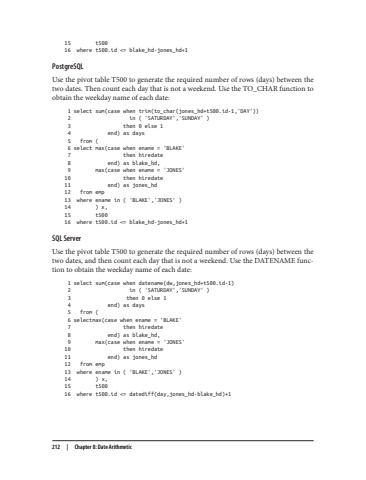 15        t500
16  where t500.id <= blake_hd-jones_hd+1
PostgreSQL
Use the pivot table T500 to generate the required number of rows (days) between the
two dates. Then count each day that is not a weekend. Use the TO_CHAR function to
obtain the weekday name of each date:
1 select sum(case when trim(to_char(jones_hd+t500.id-1,'DAY'))
2                   in ( 'SATURDAY','SUNDAY' )
3                 then 0 else 1
4            end) as days
5   from (
6 select max(case when ename = 'BLAKE'
7                 then hiredate
8            end) as blake_hd,
9        max(case when ename = 'JONES'
10                 then hiredate
11            end) as jones_hd
12   from emp
13  where ename in ( 'BLAKE','JONES' )
14        ) x,
15        t500
16  where t500.id <= blake_hd-jones_hd+1
SQL Server
Use the pivot table T500 to generate the required number of rows (days) between the
two dates, and then count each day that is not a weekend. Use the DATENAME func-
tion to obtain the weekday name of each date:
1 select sum(case when datename(dw,jones_hd+t500.id-1)
2                   in ( 'SATURDAY','SUNDAY' )
3                  then 0 else 1
4            end) as days
5   from (
6 selectmax(case when ename = 'BLAKE'
7                 then hiredate
8            end) as blake_hd,
9        max(case when ename = 'JONES'
10                 then hiredate
11            end) as jones_hd
12   from emp
13  where ename in ( 'BLAKE','JONES' )
14        ) x,
15        t500
16  where t500.id <= datediff(day,jones_hd-blake_hd)+1
212 | Chapter 8: Date Arithmetic